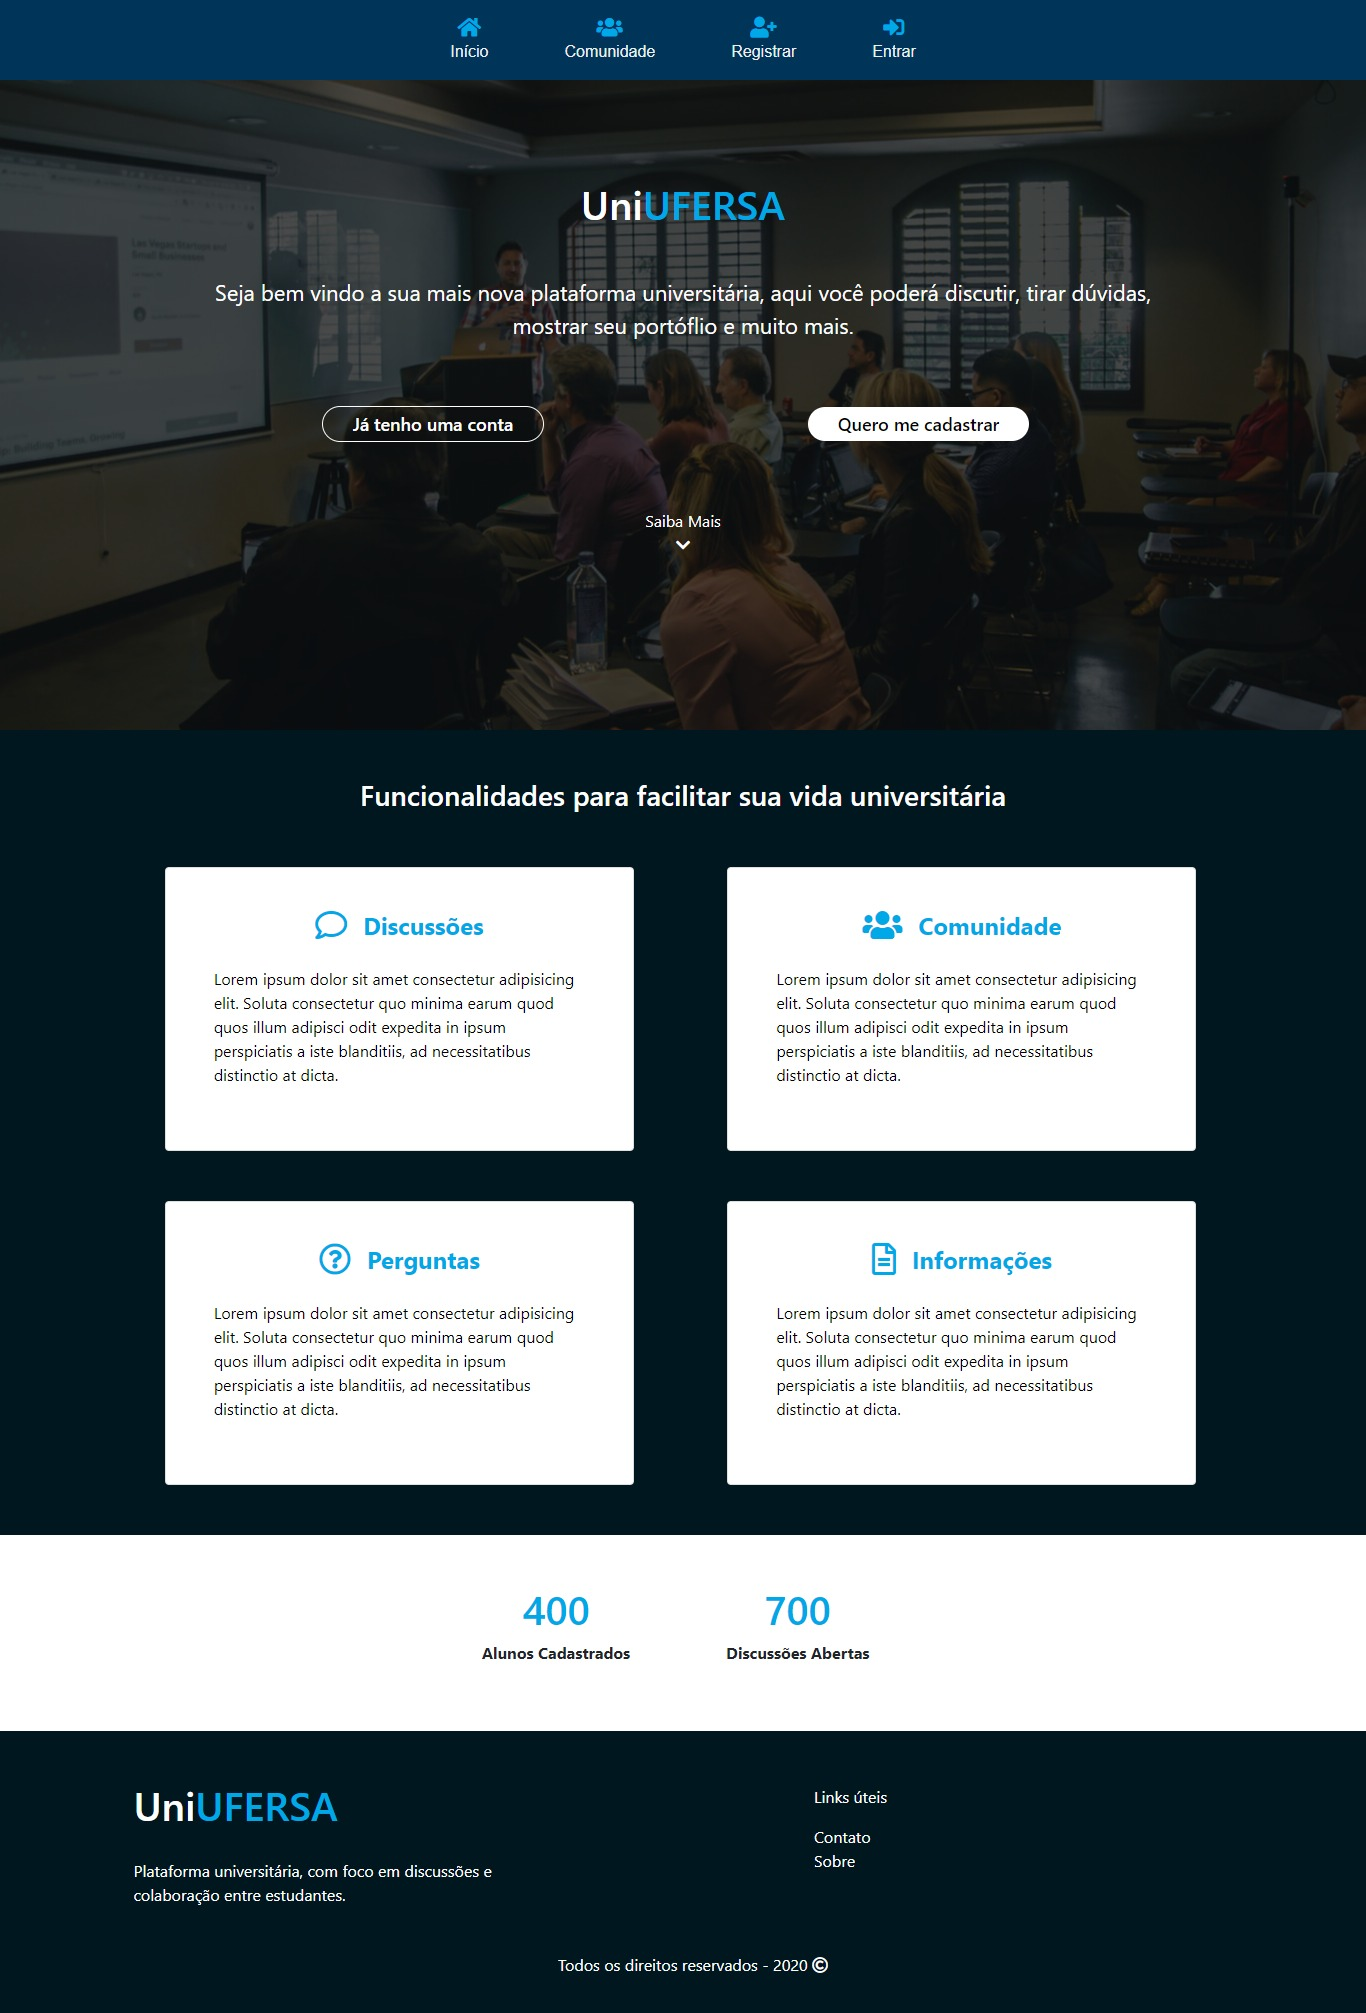 Início
Comunidade
Registrar
Entrar
Las Vegas Startups and
Small Businesses
UniUFERSA
Seja bem vindo a sua mais nova plataforma universitária, aqui você poderá discutir, tirar dúvidas,
mostrar seu portóflio e muito mais.
Já tenho uma conta
Quero me cadastrar
Saiba Mais
Funcionalidades para facilitar sua vida universitária
Discussões
Lorem ipsum dolor sit amet consectetur adipisicing
elit. Soluta consectetur quo minima earum quod
quos illum adipisci odit expedita in ipsum
perspiciatis a iste blanditiis, ad necessitatibus
distinctio at dicta.
Comunidade
Lorem ipsum dolor sit amet consectetur adipisicing
elit. Soluta consectetur quo minima earum quod
quos illum adipisci odit expedita in ipsum
perspiciatis a iste blanditiis, ad necessitatibus
distinctio at dicta.
Perguntas
Lorem ipsum dolor sit amet consectetur adipisicing
elit. Soluta consectetur quo minima earum quod
quos illum adipisci odit expedita in ipsum
perspiciatis a iste blanditiis, ad necessitatibus
distinctio at dicta.
Informações
Lorem ipsum dolor sit amet consectetur adipisicing
elit. Soluta consectetur quo minima earum quod
quos illum adipisci odit expedita in ipsum
perspiciatis a iste blanditiis, ad necessitatibus
distinctio at dicta.
400
Alunos Cadastrados
700
Discussões Abertas
UniUFERSA
Plataforma universitária, com foco em discussões e
colaboração entre estudantes.
Links úteis
Contato
Sobre
Todos os direitos reservados - 2020 ©